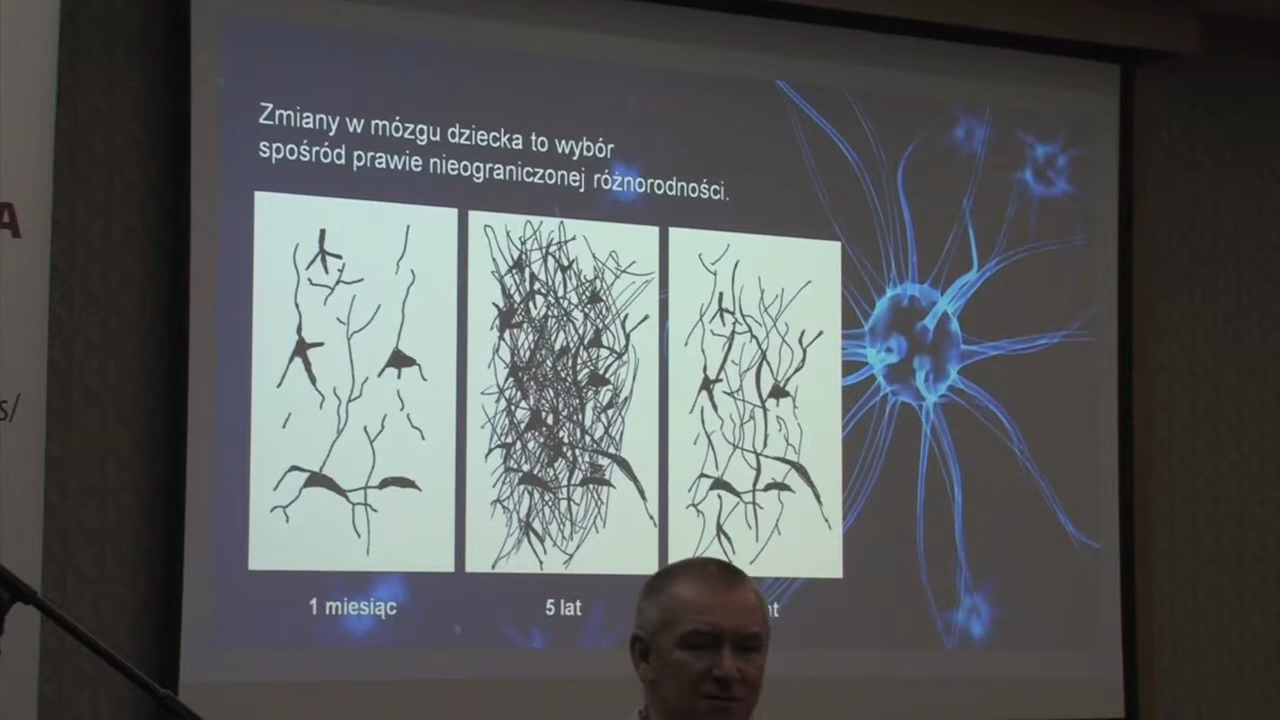 Zmiany w mózgu dziecka to wybór
spośród prawie nieograniczonej różnorodności.
1 miesiąc
5 lat
A
s/